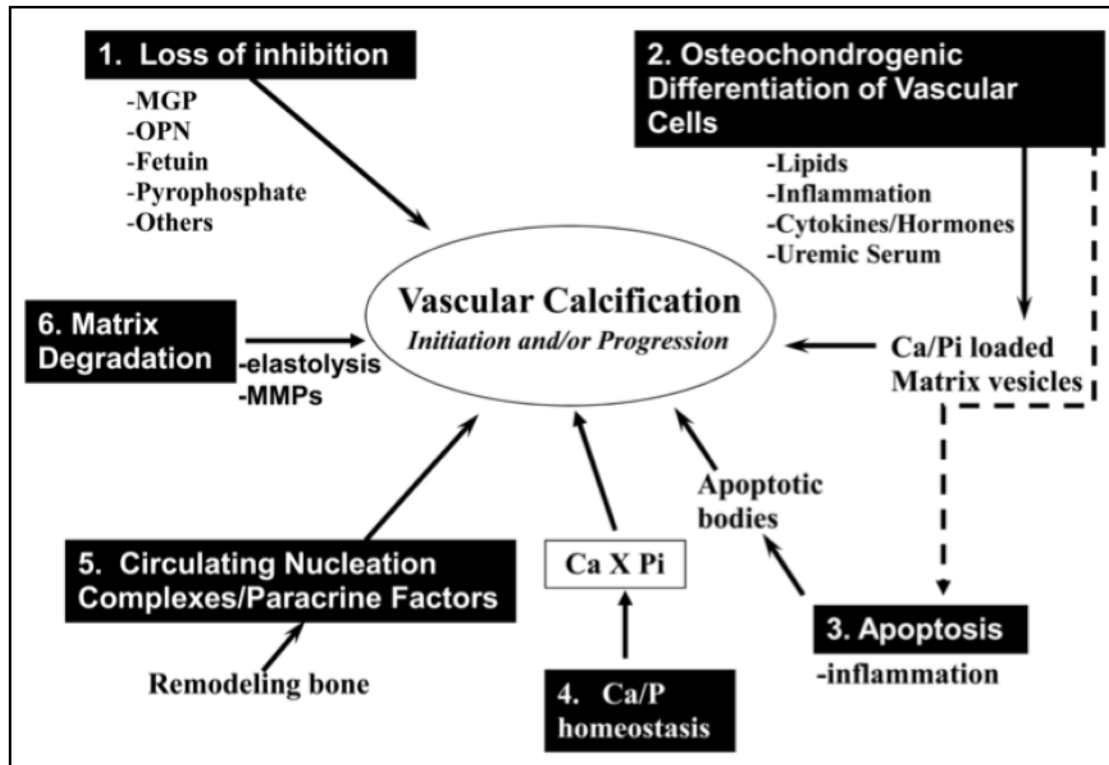 1. Loss of inhibition
-MGP
-OPN
-Fetuin
-Pyrophosphate
-Others
2. Osteochondrogenic
Differentiation of Vascular
Cells
-Lipids
-Inflammation
-Cytokines/Hormones
-Uremic Serum
Vascular Calcification
Initiation and/or Progression
6. Matrix
Degradation
-elastolysis
-MMPs
Ca/Pi loaded
Matrix vesicles
Apoptotic
bodies
5. Circulating Nucleation
Complexes/Paracrine Factors
Remodeling bone
Ca X Pi
4. Ca/P
homeostasis
3. Apoptosis
-inflammation